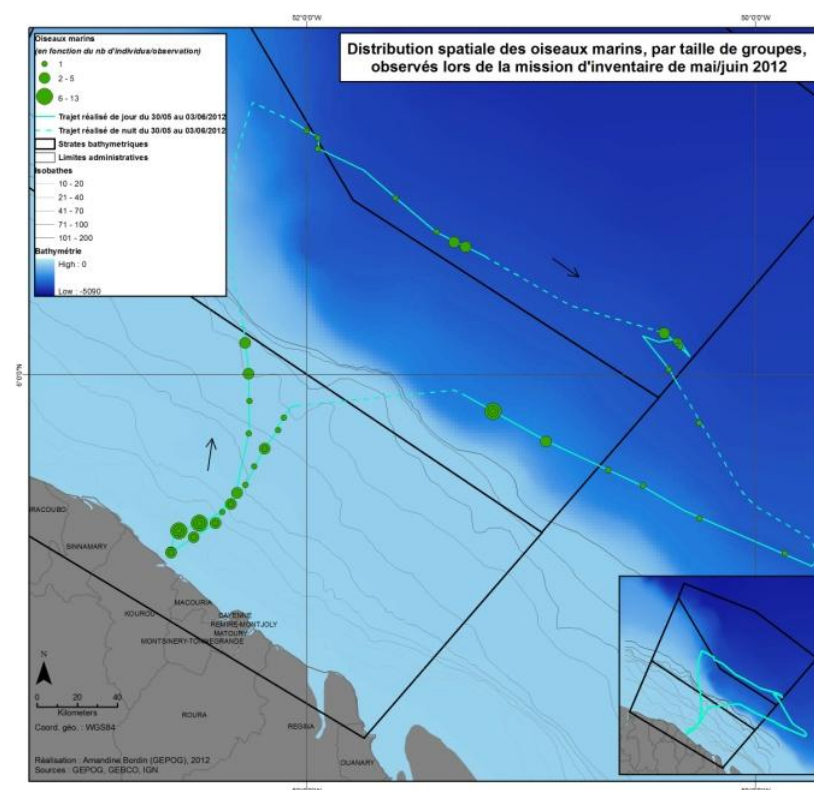 52°0'0"W
50°0'0"W
Distribution spatiale des oiseaux marins, par taille de groupes,
observés lors de la mission d'inventaire de mai/juin 2012
Oiseaux marins
(en fonction du nb d'individus/observation)
1
2 - 5
6 - 13
Trajet réalisé de jour du 30/05 au 03/06/2012
Trajet réalisé de nuit du 30/05 au 03/06/2012
Strates bathymetriques
Limites administratives
Isobathes
10 - 20
21 - 40
41 - 70
71 - 100
101 - 200
Bathymétrie
High : 0
Low : -5090
6°0'0"N
IRACOUBO
SINNAMARY
MACOURIA
KOUROU
CAYENNE
REMIRE-MONTJOLY
MATOURY
MONTSINERY-TONNEGRANDE
N
0 20 40
Kilometers
ROURA
REGINA
Coord. géo. : WGS84
OUANARY
Réalisation : Amandine Bordin (GEPOG), 2012
Sources : GEPOG, GEBCO, IGN